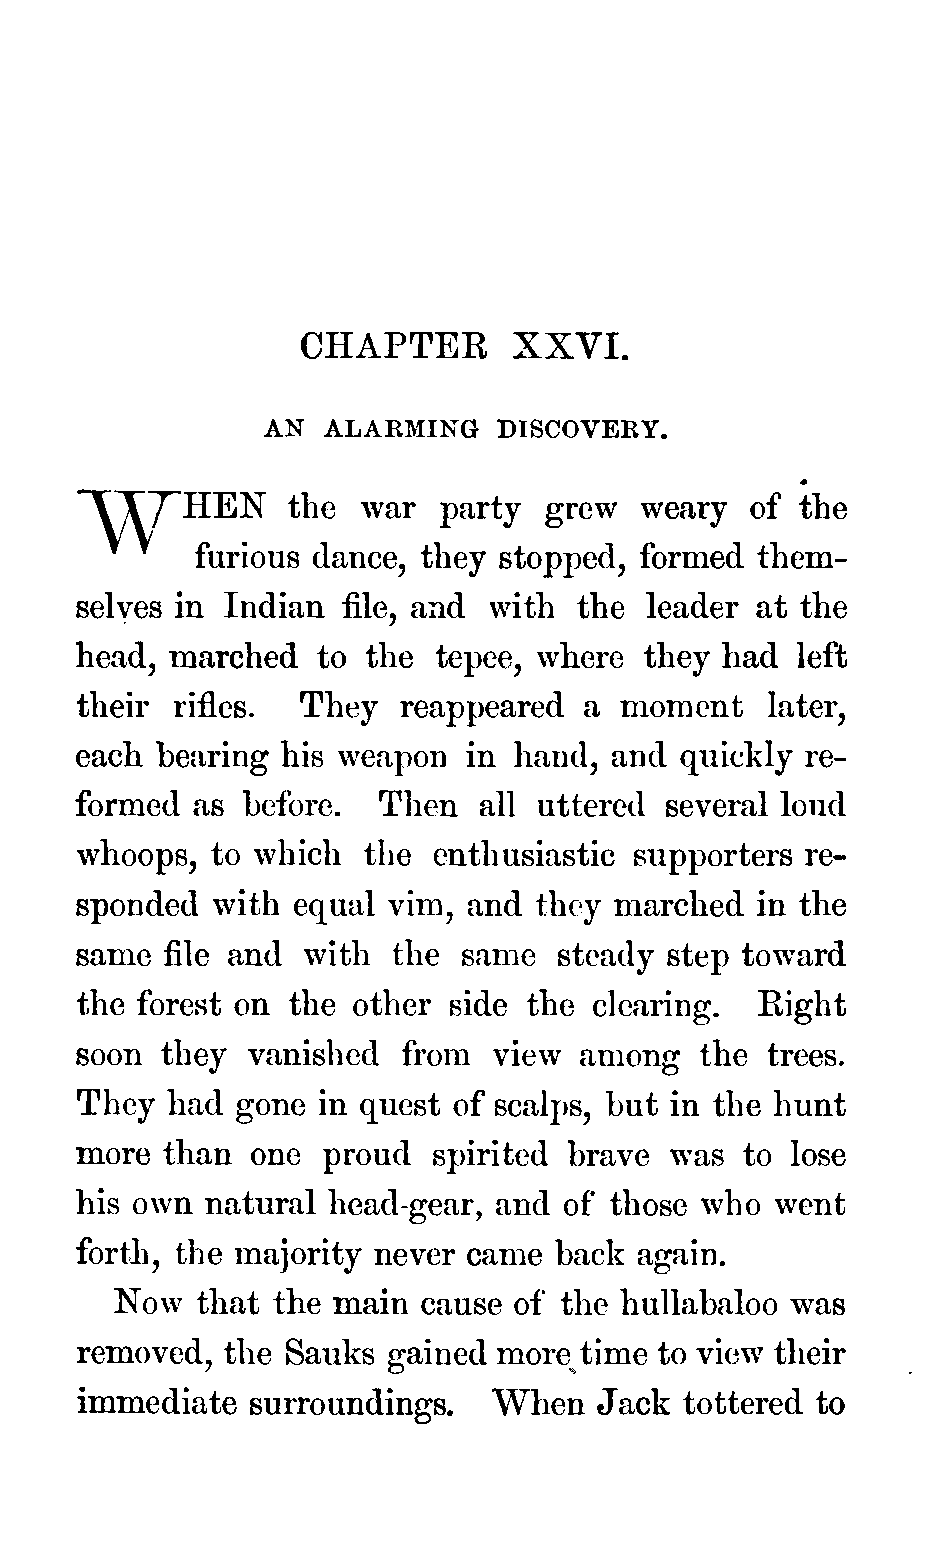 CHAPTER XXVI.
AN ALARMING DISCOVERY.
WHEN the war party grew weary of the
furious dance, they stopped, formed them-
selves in Indian file, and with the leader at the
head, marched to the tepee, where they had left
their rifles. They reappeared a moment later,
each bearing his weapon in hand, and quickly re-
formed as before. Then all uttered several loud
whoops, to which the enthusiastic supporters re-
sponded with equal vim, and they marched in the
same file and with the same steady step toward
the forest on the other side the clearing. Right
soon they vanished from view among the trees.
They had gone in quest of scalps, but in the hunt
more than one proud spirited brave was to lose
his own natural head-gear, and of those who went
forth, the majority never came back again.
Now that the main cause of the hullabaloo was
removed, the Sauks gained more time to view their
immediate surroundings. When Jack tottered to